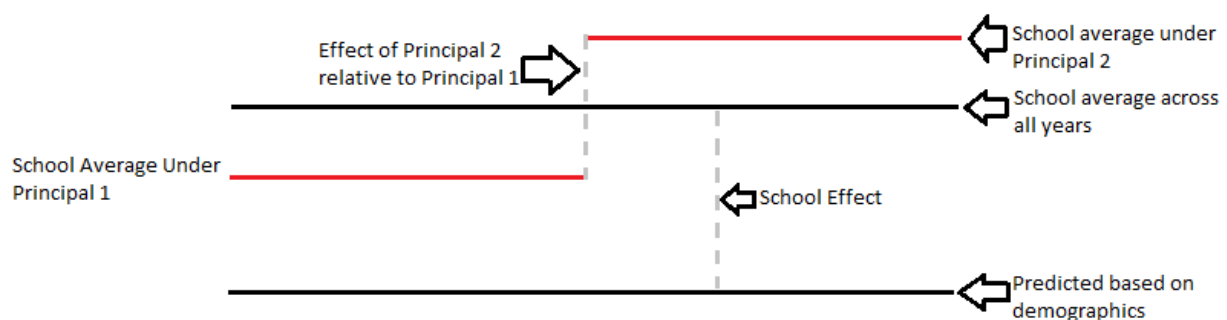 Effect of Principal 2
relative to Principal 1
School average under
Principal 2
School average across
all years
School Average Under
Principal 1
School Effect
Predicted based on
demographics